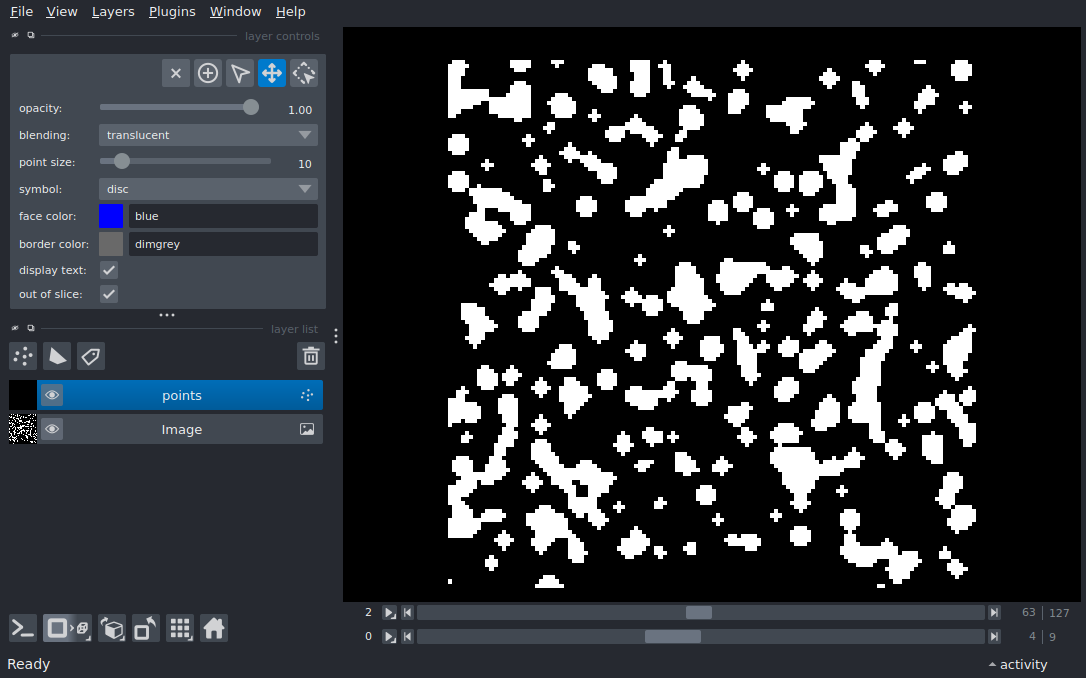 File View Layers Plugins Window Help
layer controls
opacity: 1.00
blending: translucent
point size: 10
symbol: disc
face color: blue
border color: dimgrey
display text:
out of slice:
layer list
points
Image
2 63 127
0 4 9
Ready activity